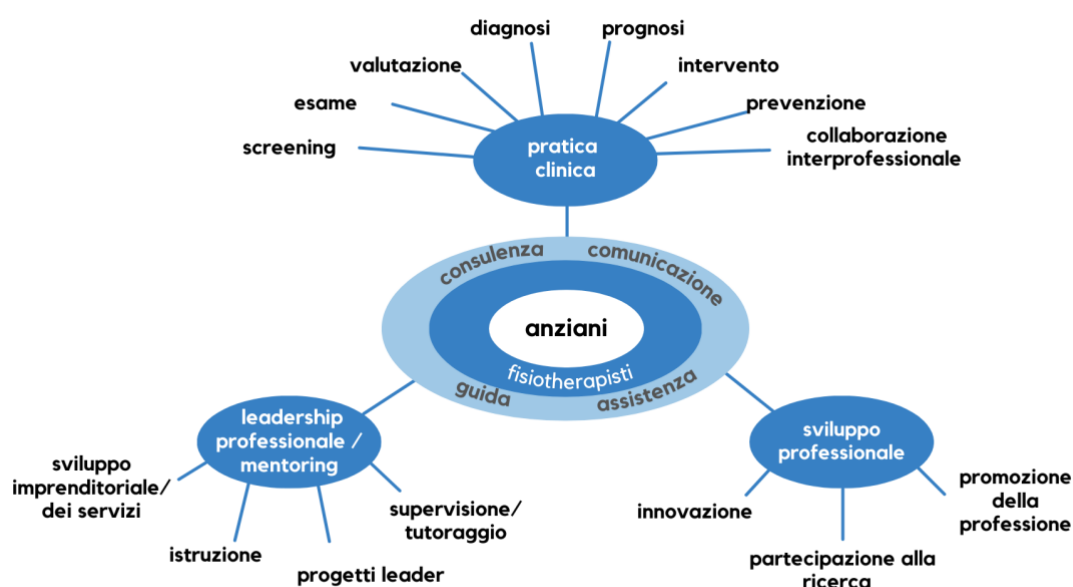 diagnosi
prognosi
valutazione
intervento
esame
prevenzione
screening
collaborazione
interprofessionale
pratica
clinica
consulenza
comunicazione
anziani
fisiotherapisti
guida
assistenza
leadership
professionale /
mentoring
sviluppo
imprenditoriale/
dei servizi
istruzione
progetti leader
supervisione/
tutoraggio
sviluppo
professionale
innovazione
partecipazione alla
ricerca
promozione
della
professione